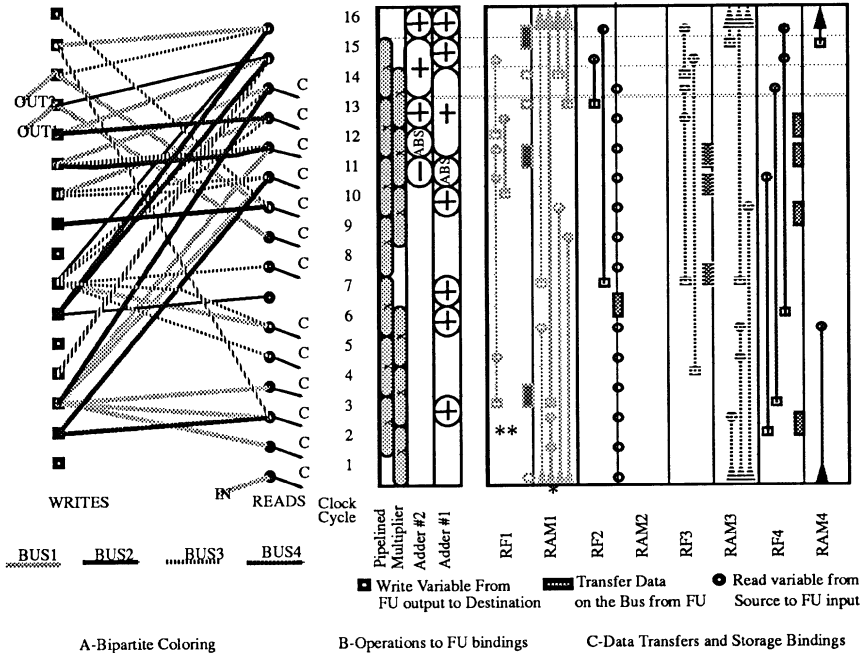 OUT2
OUT1
C
C
C
C
C
C
C
C
C
C
C
C
C
C
16
15
14
13
12
11
10
9
8
7
6
5
4
3
2
1
+
+
+
+
+
+
ABS
ABS
−
+
+
+
+
**
*
WRITES
IN
READS
Clock
Cycle
Pipelined
Multiplier
Adder #2
Adder #1
RF1
RAM1
RF2
RAM2
RF3
RAM3
RF4
RAM4
BUS1
BUS2
BUS3
BUS4
Write Variable From
FU output to Destination
Transfer Data
on the Bus from FU
Read variable from
Source to FU input
A-Bipartite Coloring
B-Operations to FU bindings
C-Data Transfers and Storage Bindings